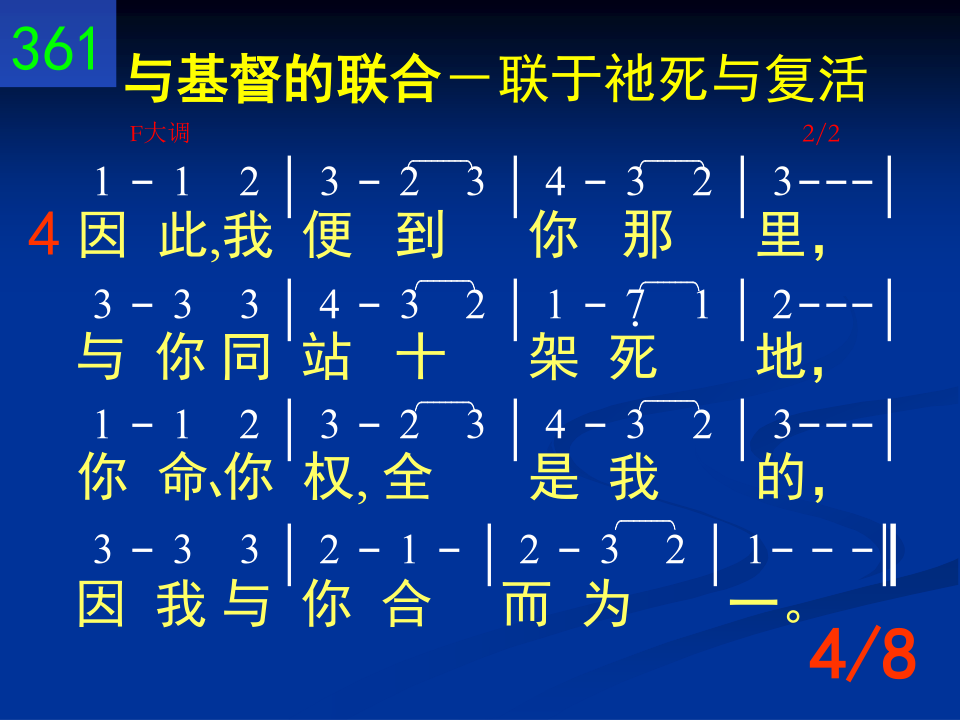 361
与基督的联合－联于祂死与复活
F大调 2/2
1 - 1 2 | 3 - 2 3 | 4 - 3 2 | 3 - - - |
4 因 此,我 便 到 你 那 里，
3 - 3 3 | 4 - 3 2 | 1 - 7̣ 1 | 2 - - - |
与 你 同 站 十 架 死 地，
1 - 1 2 | 3 - 2 3 | 4 - 3 2 | 3 - - - |
你 命、你 权, 全 是 我 的，
3 - 3 3 | 2 - 1 - | 2 - 3 2 | 1 - - - ‖
因 我 与 你 合 而 为 一。
4/8